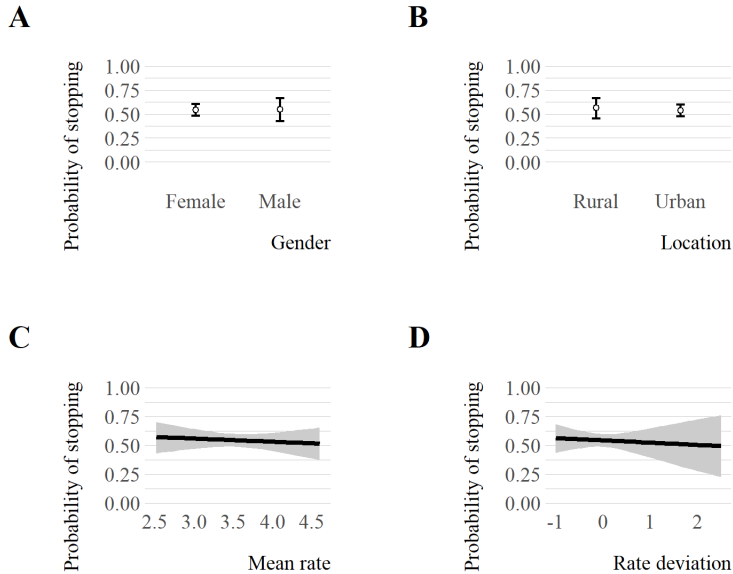 A
Probability of stopping
1.00
0.75
0.50
0.25
0.00
Female Male
Gender
B
Probability of stopping
1.00
0.75
0.50
0.25
0.00
Rural Urban
Location
C
Probability of stopping
1.00
0.75
0.50
0.25
0.00
2.5 3.0 3.5 4.0 4.5
Mean rate
D
Probability of stopping
1.00
0.75
0.50
0.25
0.00
-1 0 1 2
Rate deviation